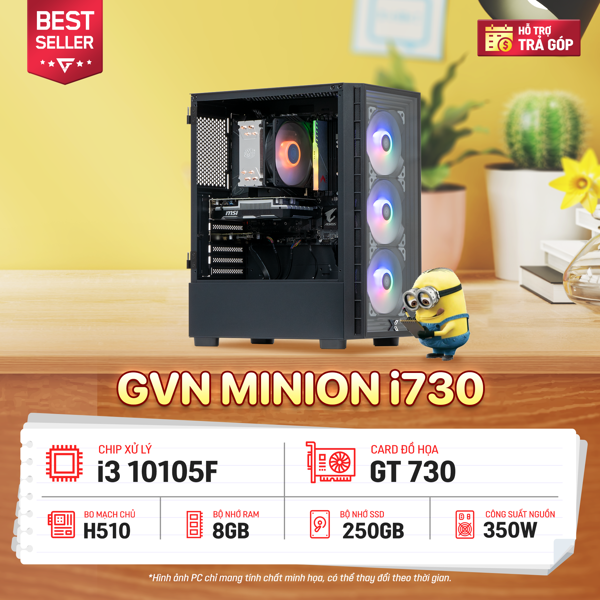 BEST
SELLER
HỖ TRỢ
TRẢ GÓP
msi
GVN MINION i730
CHIP XỬ LÝ
i3 10105F
CARD ĐỒ HỌA
GT 730
BO MẠCH CHỦ
H510
BỘ NHỚ RAM
8GB
BỘ NHỚ SSD
250GB
CÔNG SUẤT NGUỒN
350W
*Hình ảnh PC chỉ mang tính chất minh họa, có thể thay đổi theo thời gian.